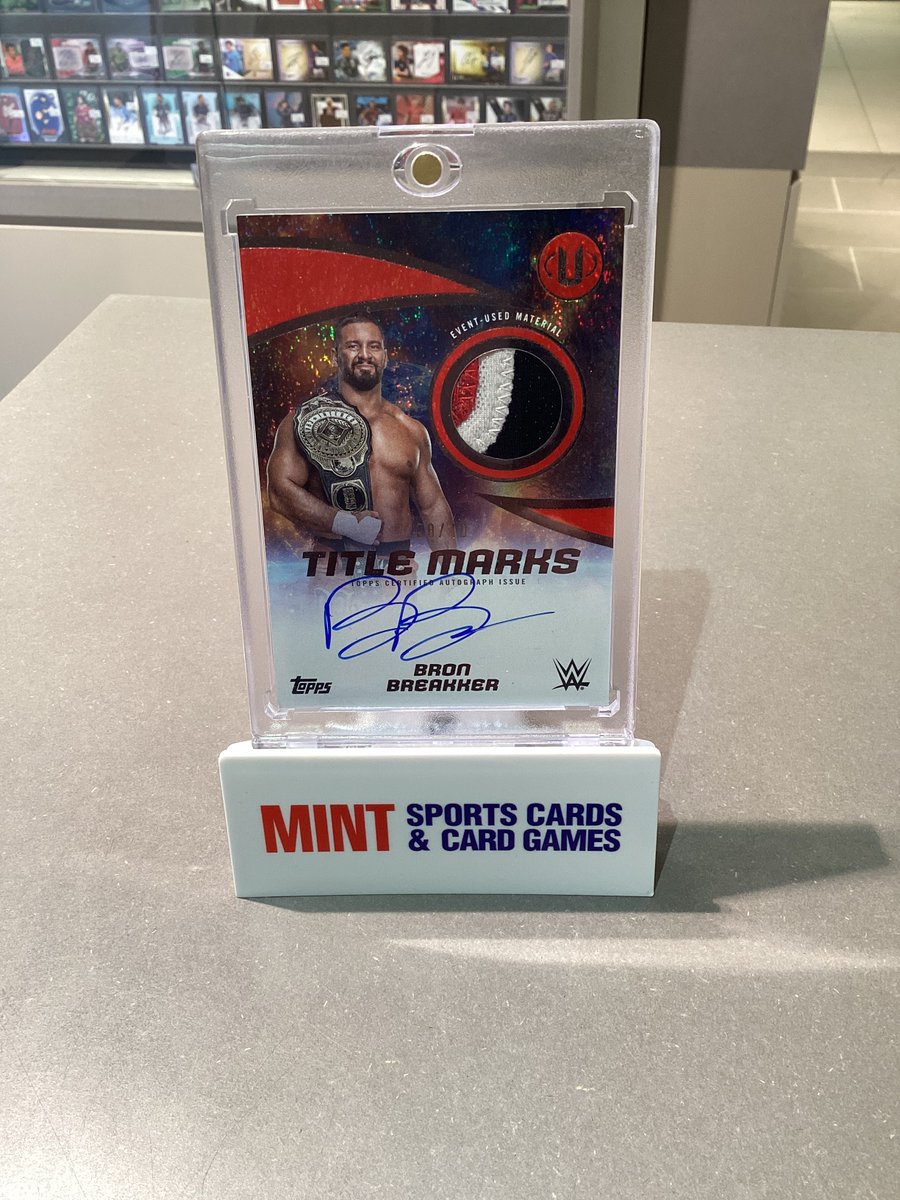 U
EVENT-USED MATERIAL
TITLE MARKS
TOPPS CERTIFIED AUTOGRAPH ISSUE
BRON
BREAKKER
topps
W
MINT SPORTS CARDS
& CARD GAMES